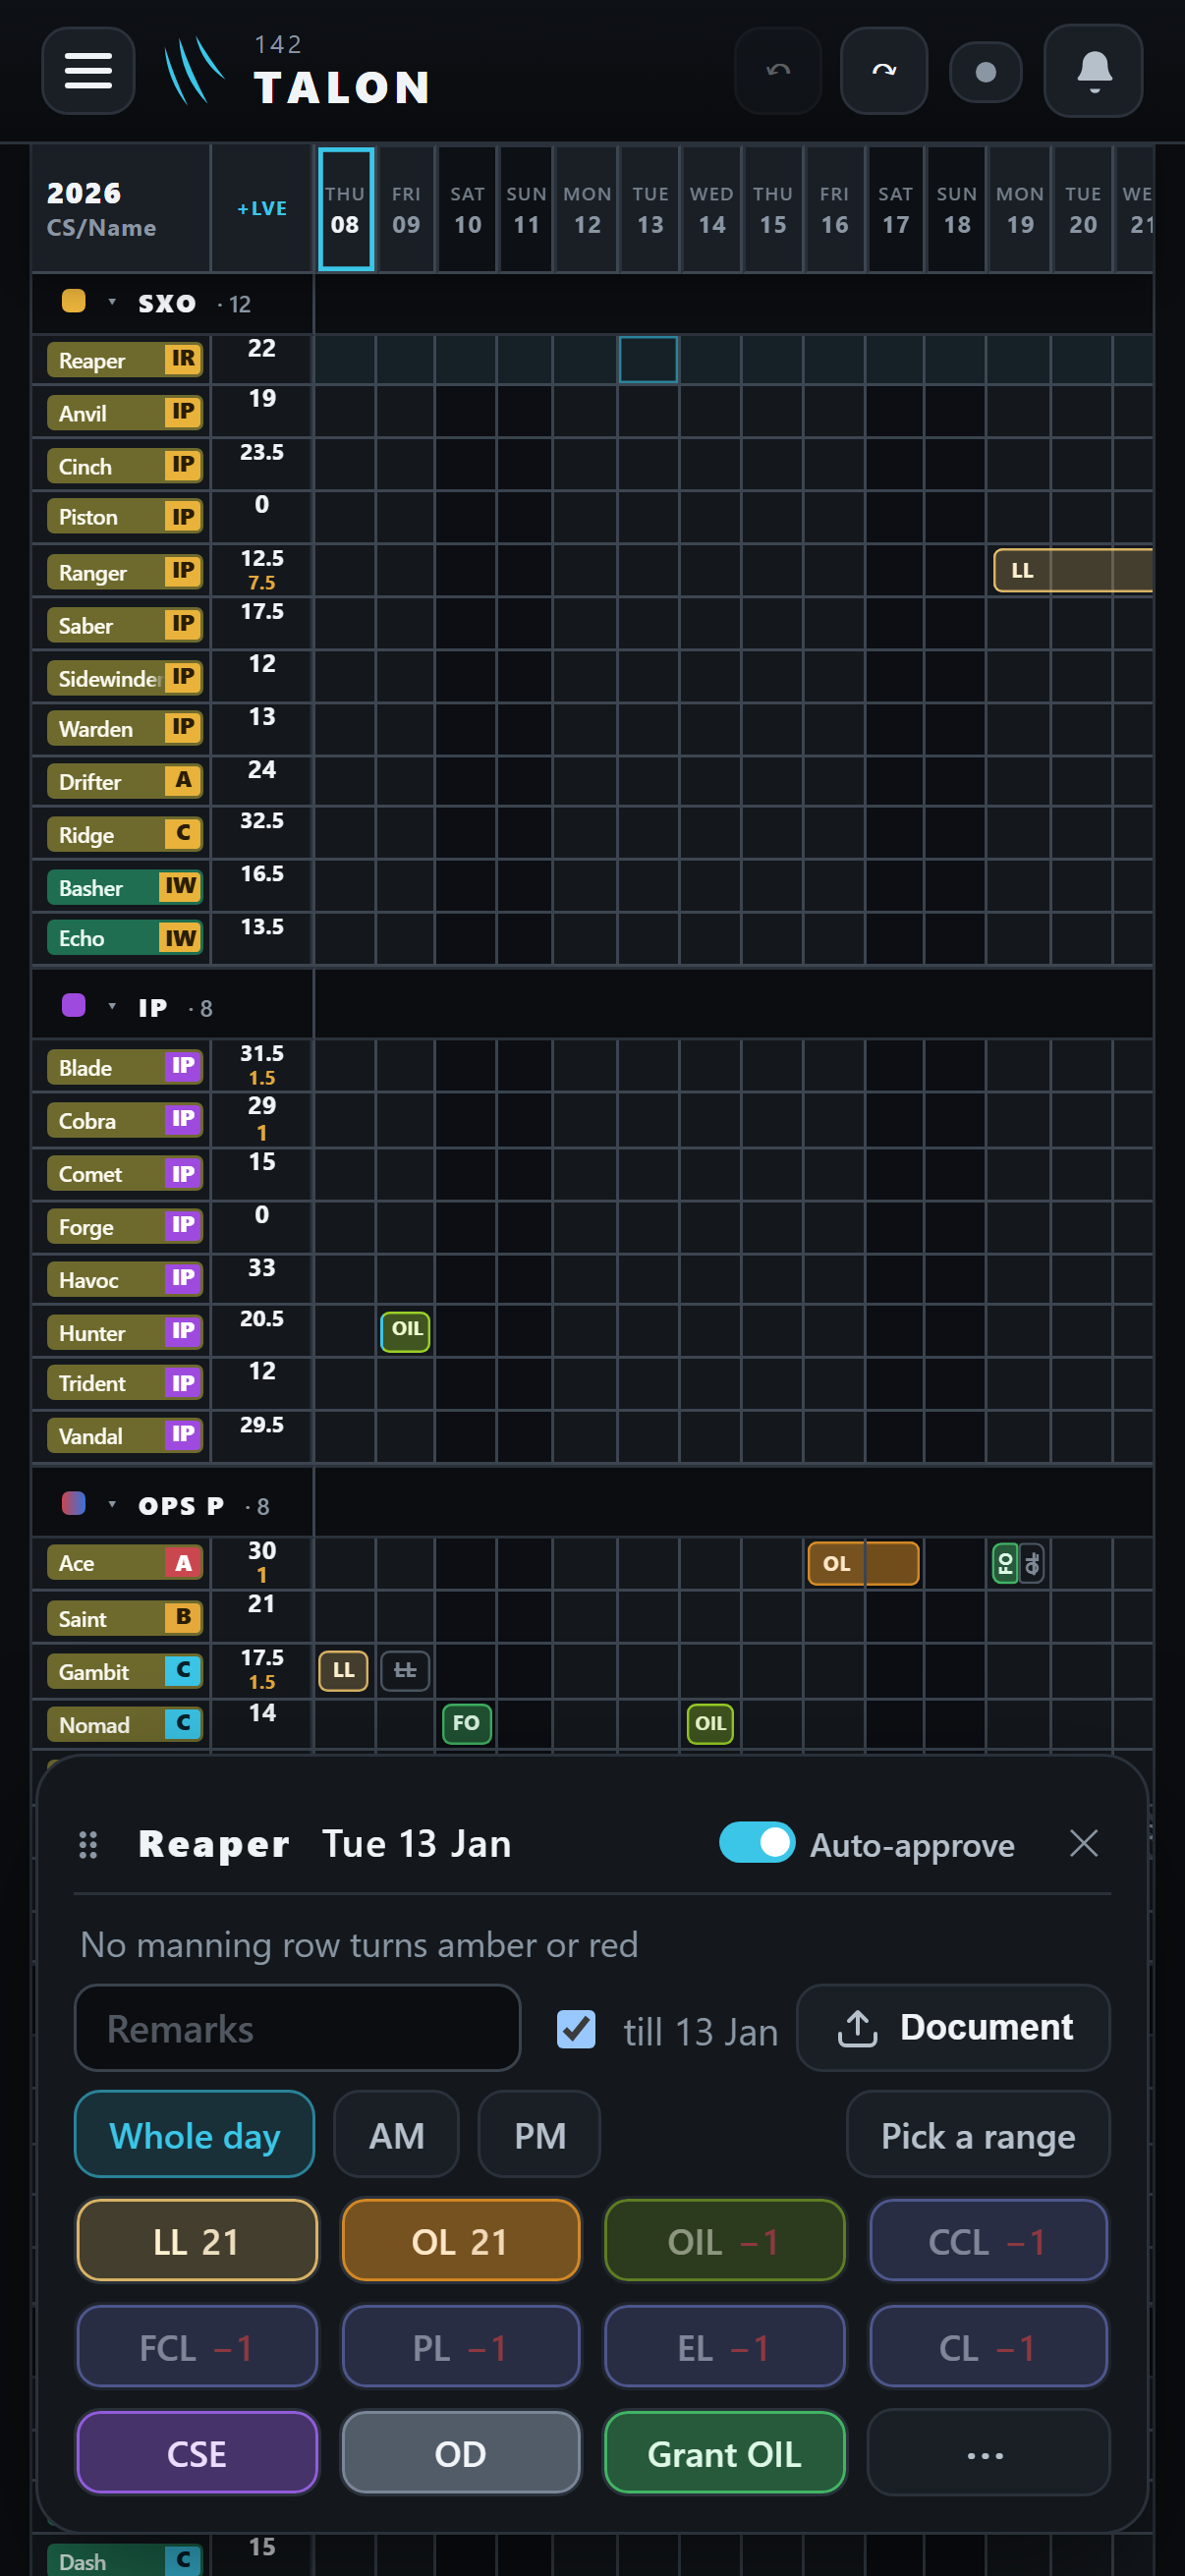 142
TALON
2026
CS/Name
+LVE
THU FRI SAT SUN MON TUE WED THU FRI SAT SUN MON TUE WE
08 09 10 11 12 13 14 15 16 17 18 19 20 21
SXO · 12
Reaper IR 22
Anvil IP 19
Cinch IP 23.5
Piston IP 0
Ranger IP 12.5 LL
7.5
Saber IP 17.5
Sidewinder IP 12
Warden IP 13
Drifter A 24
Ridge C 32.5
Basher IW 16.5
Echo IW 13.5
IP · 8
Blade IP 31.5
1.5
Cobra IP 29
1
Comet IP 15
Forge IP 0
Havoc IP 33
Hunter IP 20.5 OIL
Trident IP 12
Vandal IP 29.5
OPS P · 8
Ace A 30 OL FO OL
1
Saint B 21
Gambit C 17.5 LL LL
1.5
Nomad C 14 FO OIL
Reaper Tue 13 Jan Auto-approve
No manning row turns amber or red
Remarks till 13 Jan Document
Whole day AM PM Pick a range
LL 21 OL 21 OIL −1 CCL −1
FCL −1 PL −1 EL −1 CL −1
CSE OD Grant OIL ...
Dash C 15